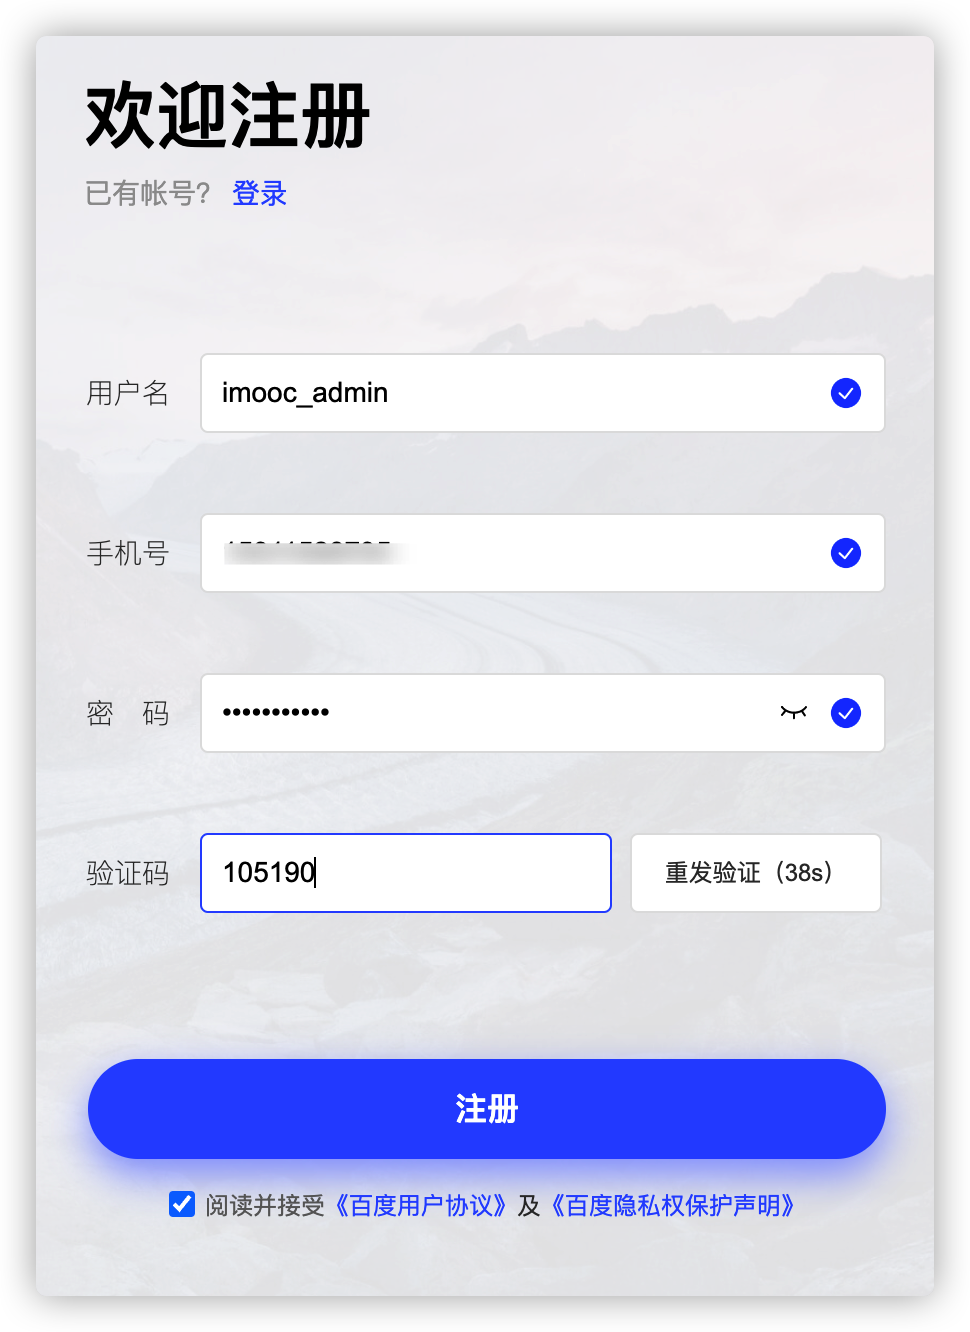 欢迎注册
已有帐号? 登录
用户名 imooc_admin
手机号
密 码 •••••••••••
验证码 105190 重发验证（38s）
注册
阅读并接受《百度用户协议》及《百度隐私权保护声明》